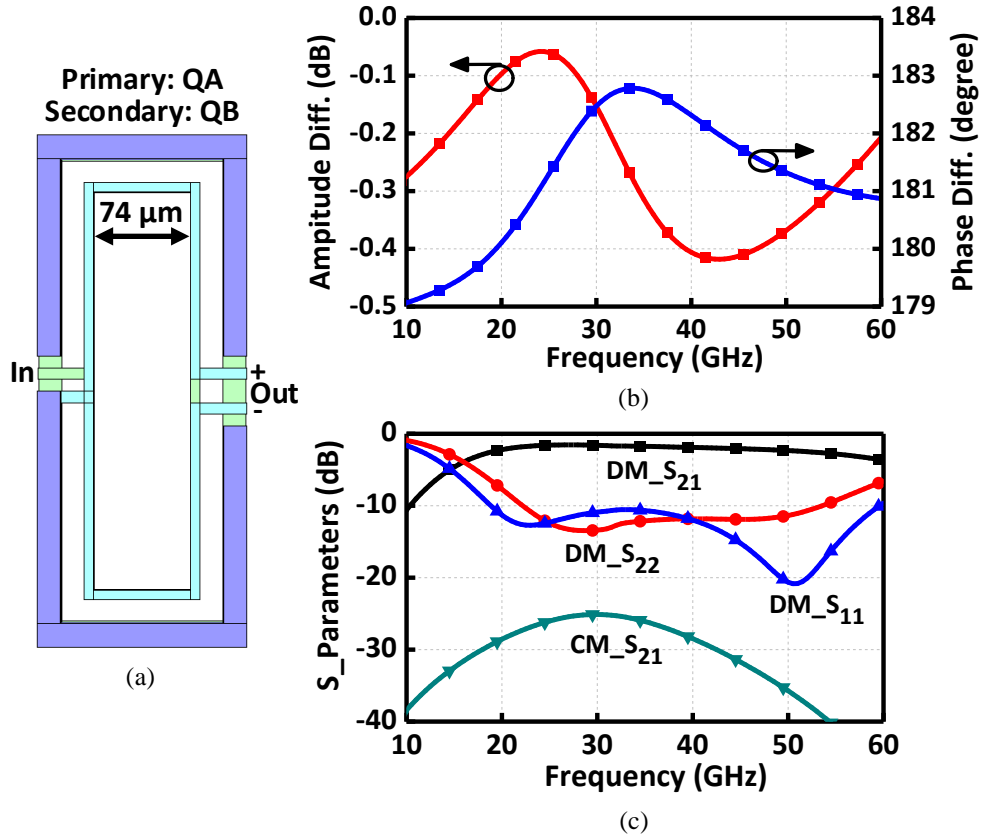 Primary: QA
Secondary: QB
74 µm
In
+
Out
-
(a)
Ampitude Diff. (dB)
0.0
-0.1
-0.2
-0.3
-0.4
-0.5
184
183
182
181
180
179
Phase Diff. (degree)
10 20 30 40 50 60
Frequency (GHz)
(b)
S_Parameters (dB)
0
-10
-20
-30
-40
DM_S21
DM_S22
DM_S11
CM_S21
10 20 30 40 50 60
Frequency (GHz)
(c)